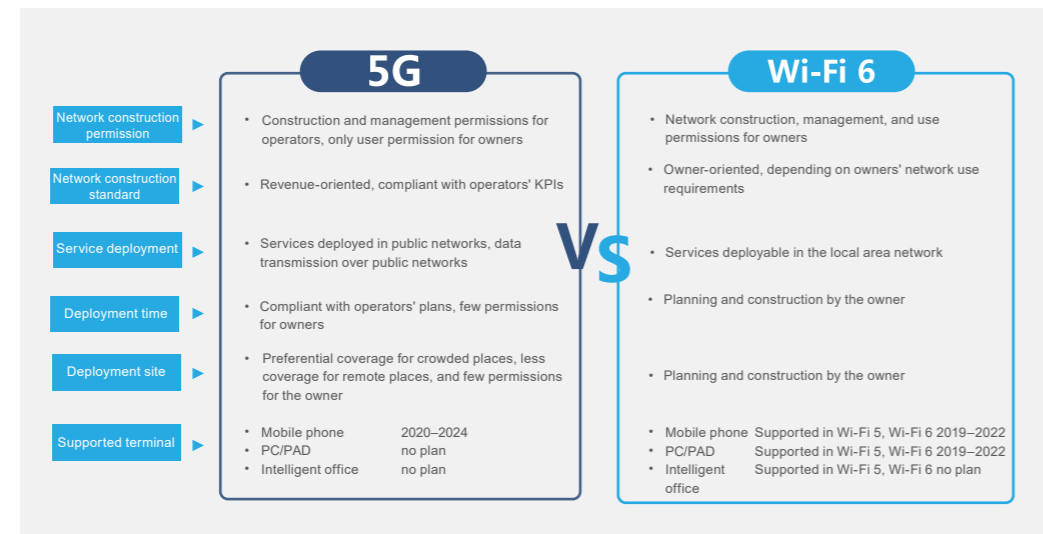 5G
Wi-Fi 6
VS
Network construction
permission
• Construction and management permissions for
operators, only user permission for owners
• Network construction, management, and use
permissions for owners
Network construction
standard
• Revenue-oriented, compliant with operators' KPIs
• Owner-oriented, depending on owners' network use
requirements
Service deployment
• Services deployed in public networks, data
transmission over public networks
• Services deployable in the local area network
Deployment time
• Compliant with operators' plans, few permissions
for owners
• Planning and construction by the owner
Deployment site
• Preferential coverage for crowded places, less
coverage for remote places, and few permissions
for the owner
• Planning and construction by the owner
Supported terminal
• Mobile phone 2020–2024
• PC/PAD no plan
• Intelligent office no plan
• Mobile phone Supported in Wi-Fi 5, Wi-Fi 6 2019–2022
• PC/PAD Supported in Wi-Fi 5, Wi-Fi 6 2019–2022
• Intelligent Supported in Wi-Fi 5, Wi-Fi 6 no plan
office